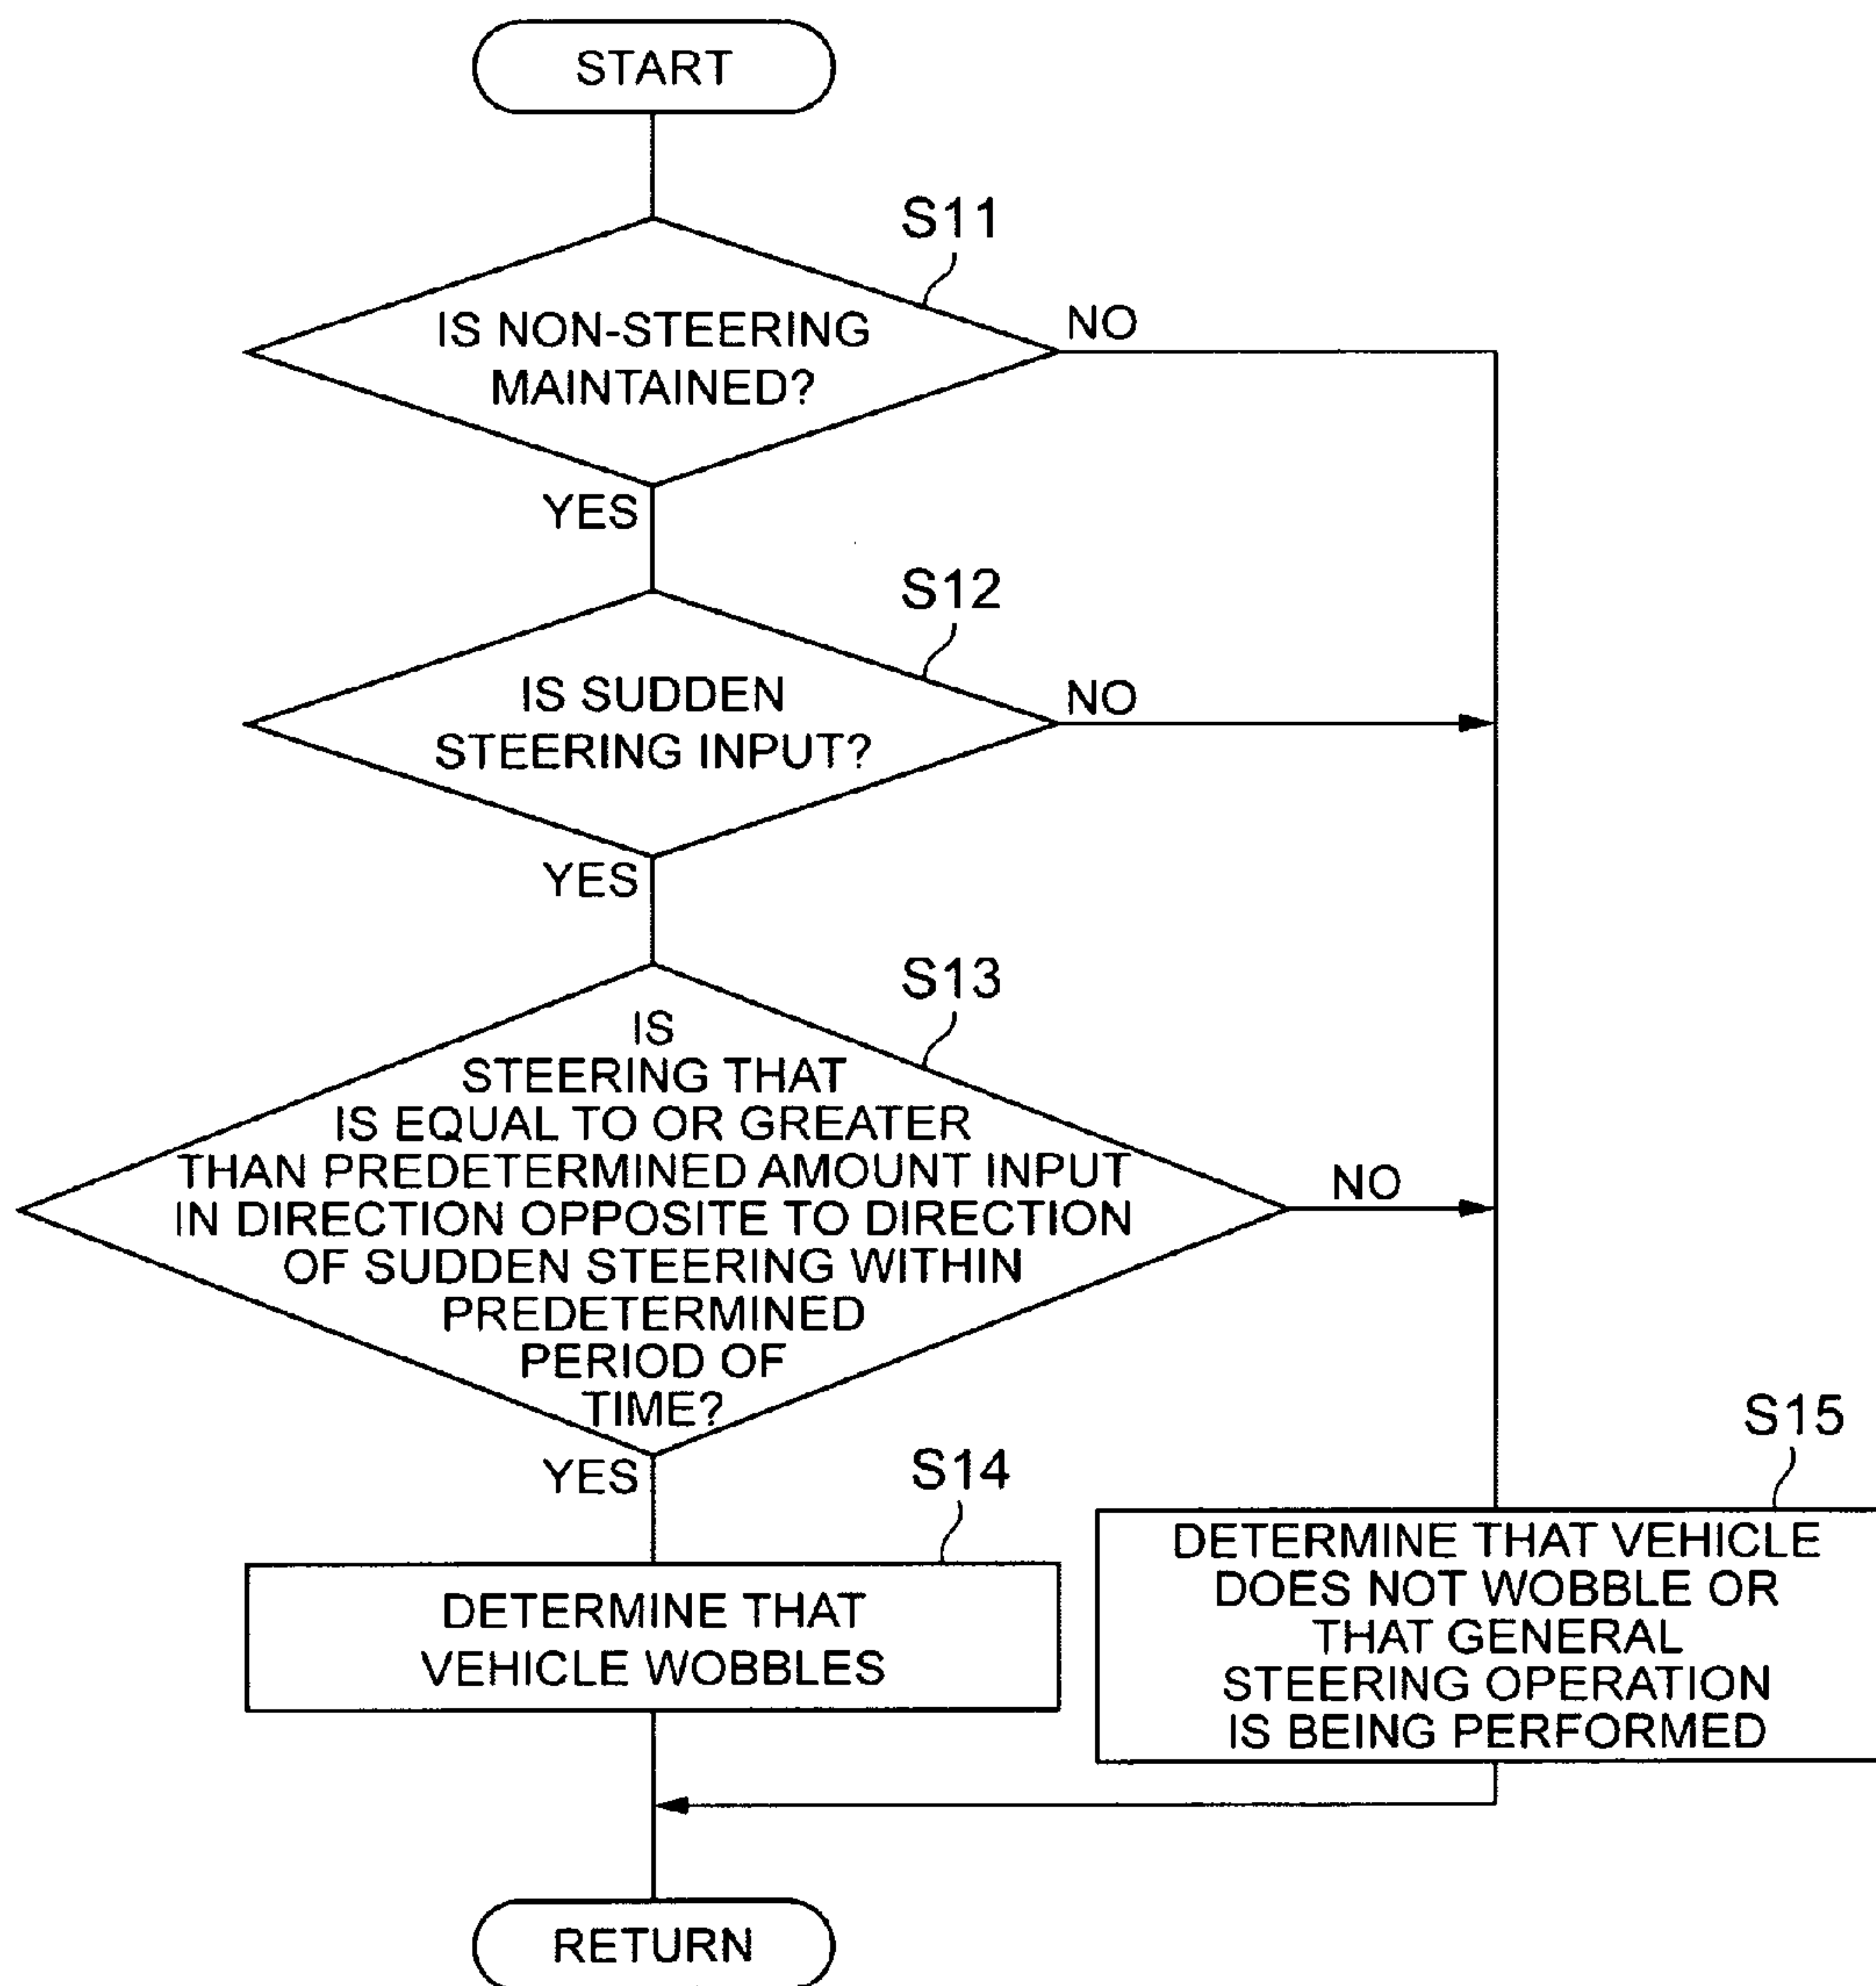 START
S11
IS NON-STEERING
MAINTAINED?
NO
YES
S12
IS SUDDEN
STEERING INPUT?
NO
YES
S13
IS
STEERING THAT
IS EQUAL TO OR GREATER
THAN PREDETERMINED AMOUNT INPUT
IN DIRECTION OPPOSITE TO DIRECTION
OF SUDDEN STEERING WITHIN
PREDETERMINED
PERIOD OF
TIME?
NO
YES
S14
DETERMINE THAT
VEHICLE WOBBLES
S15
DETERMINE THAT VEHICLE
DOES NOT WOBBLE OR
THAT GENERAL
STEERING OPERATION
IS BEING PERFORMED
RETURN